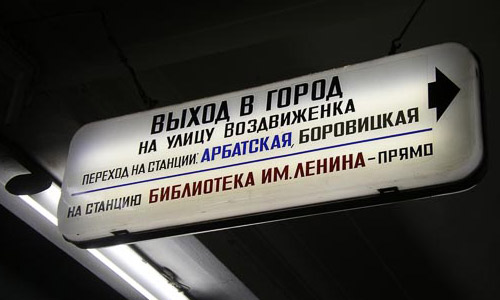 ВЫХОД В ГОРОД
НА УЛИЦУ ВОЗДВИЖЕНКА
ПЕРЕХОД НА СТАНЦИИ: АРБАТСКАЯ, БОРОВИЦКАЯ
НА СТАНЦИЮ БИБЛИОТЕКА ИМ.ЛЕНИНА-ПРЯМО